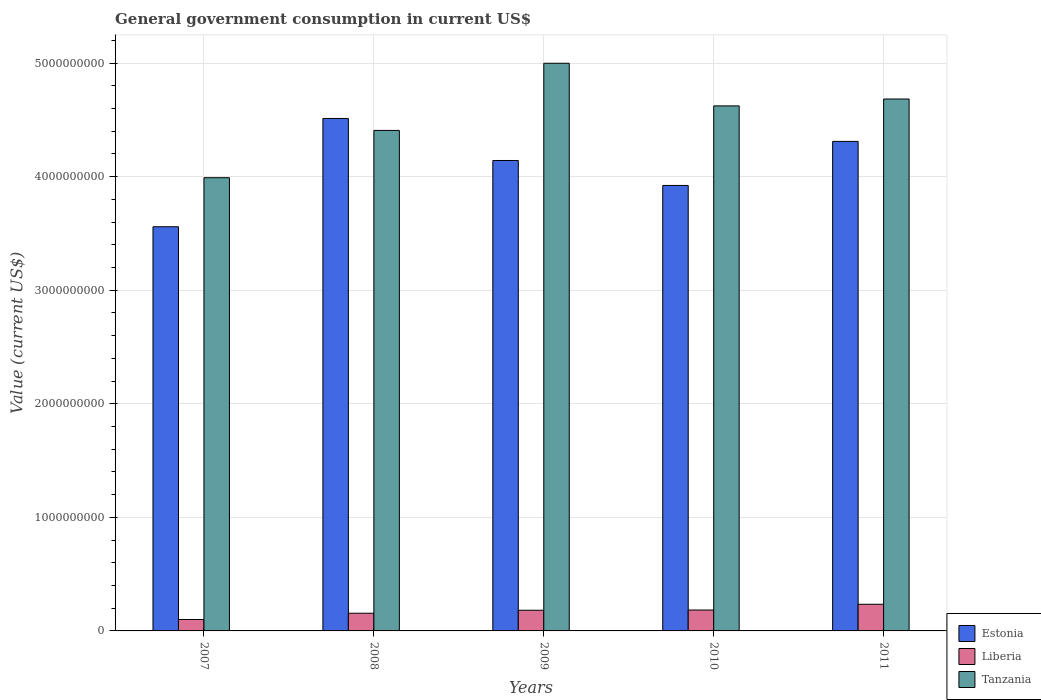 General government consumption in current US$
Value (current US$)
5000000000
4000000000
3000000000
2000000000
1000000000
0
2007
2008
2009
2010
2011
Years
Estonia
Liberia
Tanzania